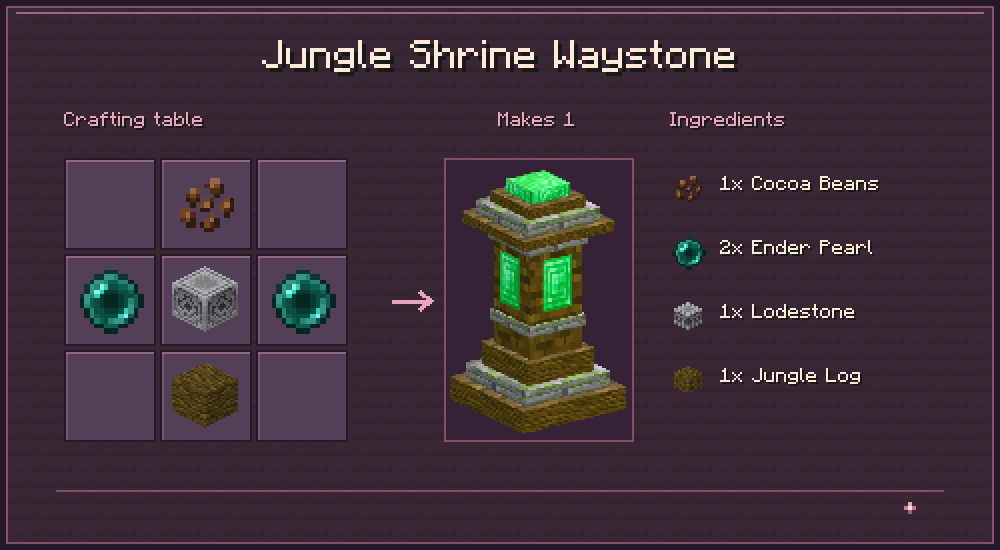 Jungle Shrine Waystone
Crafting table
Makes 1
Ingredients
1x Cocoa Beans
2x Ender Pearl
1x Lodestone
1x Jungle Log